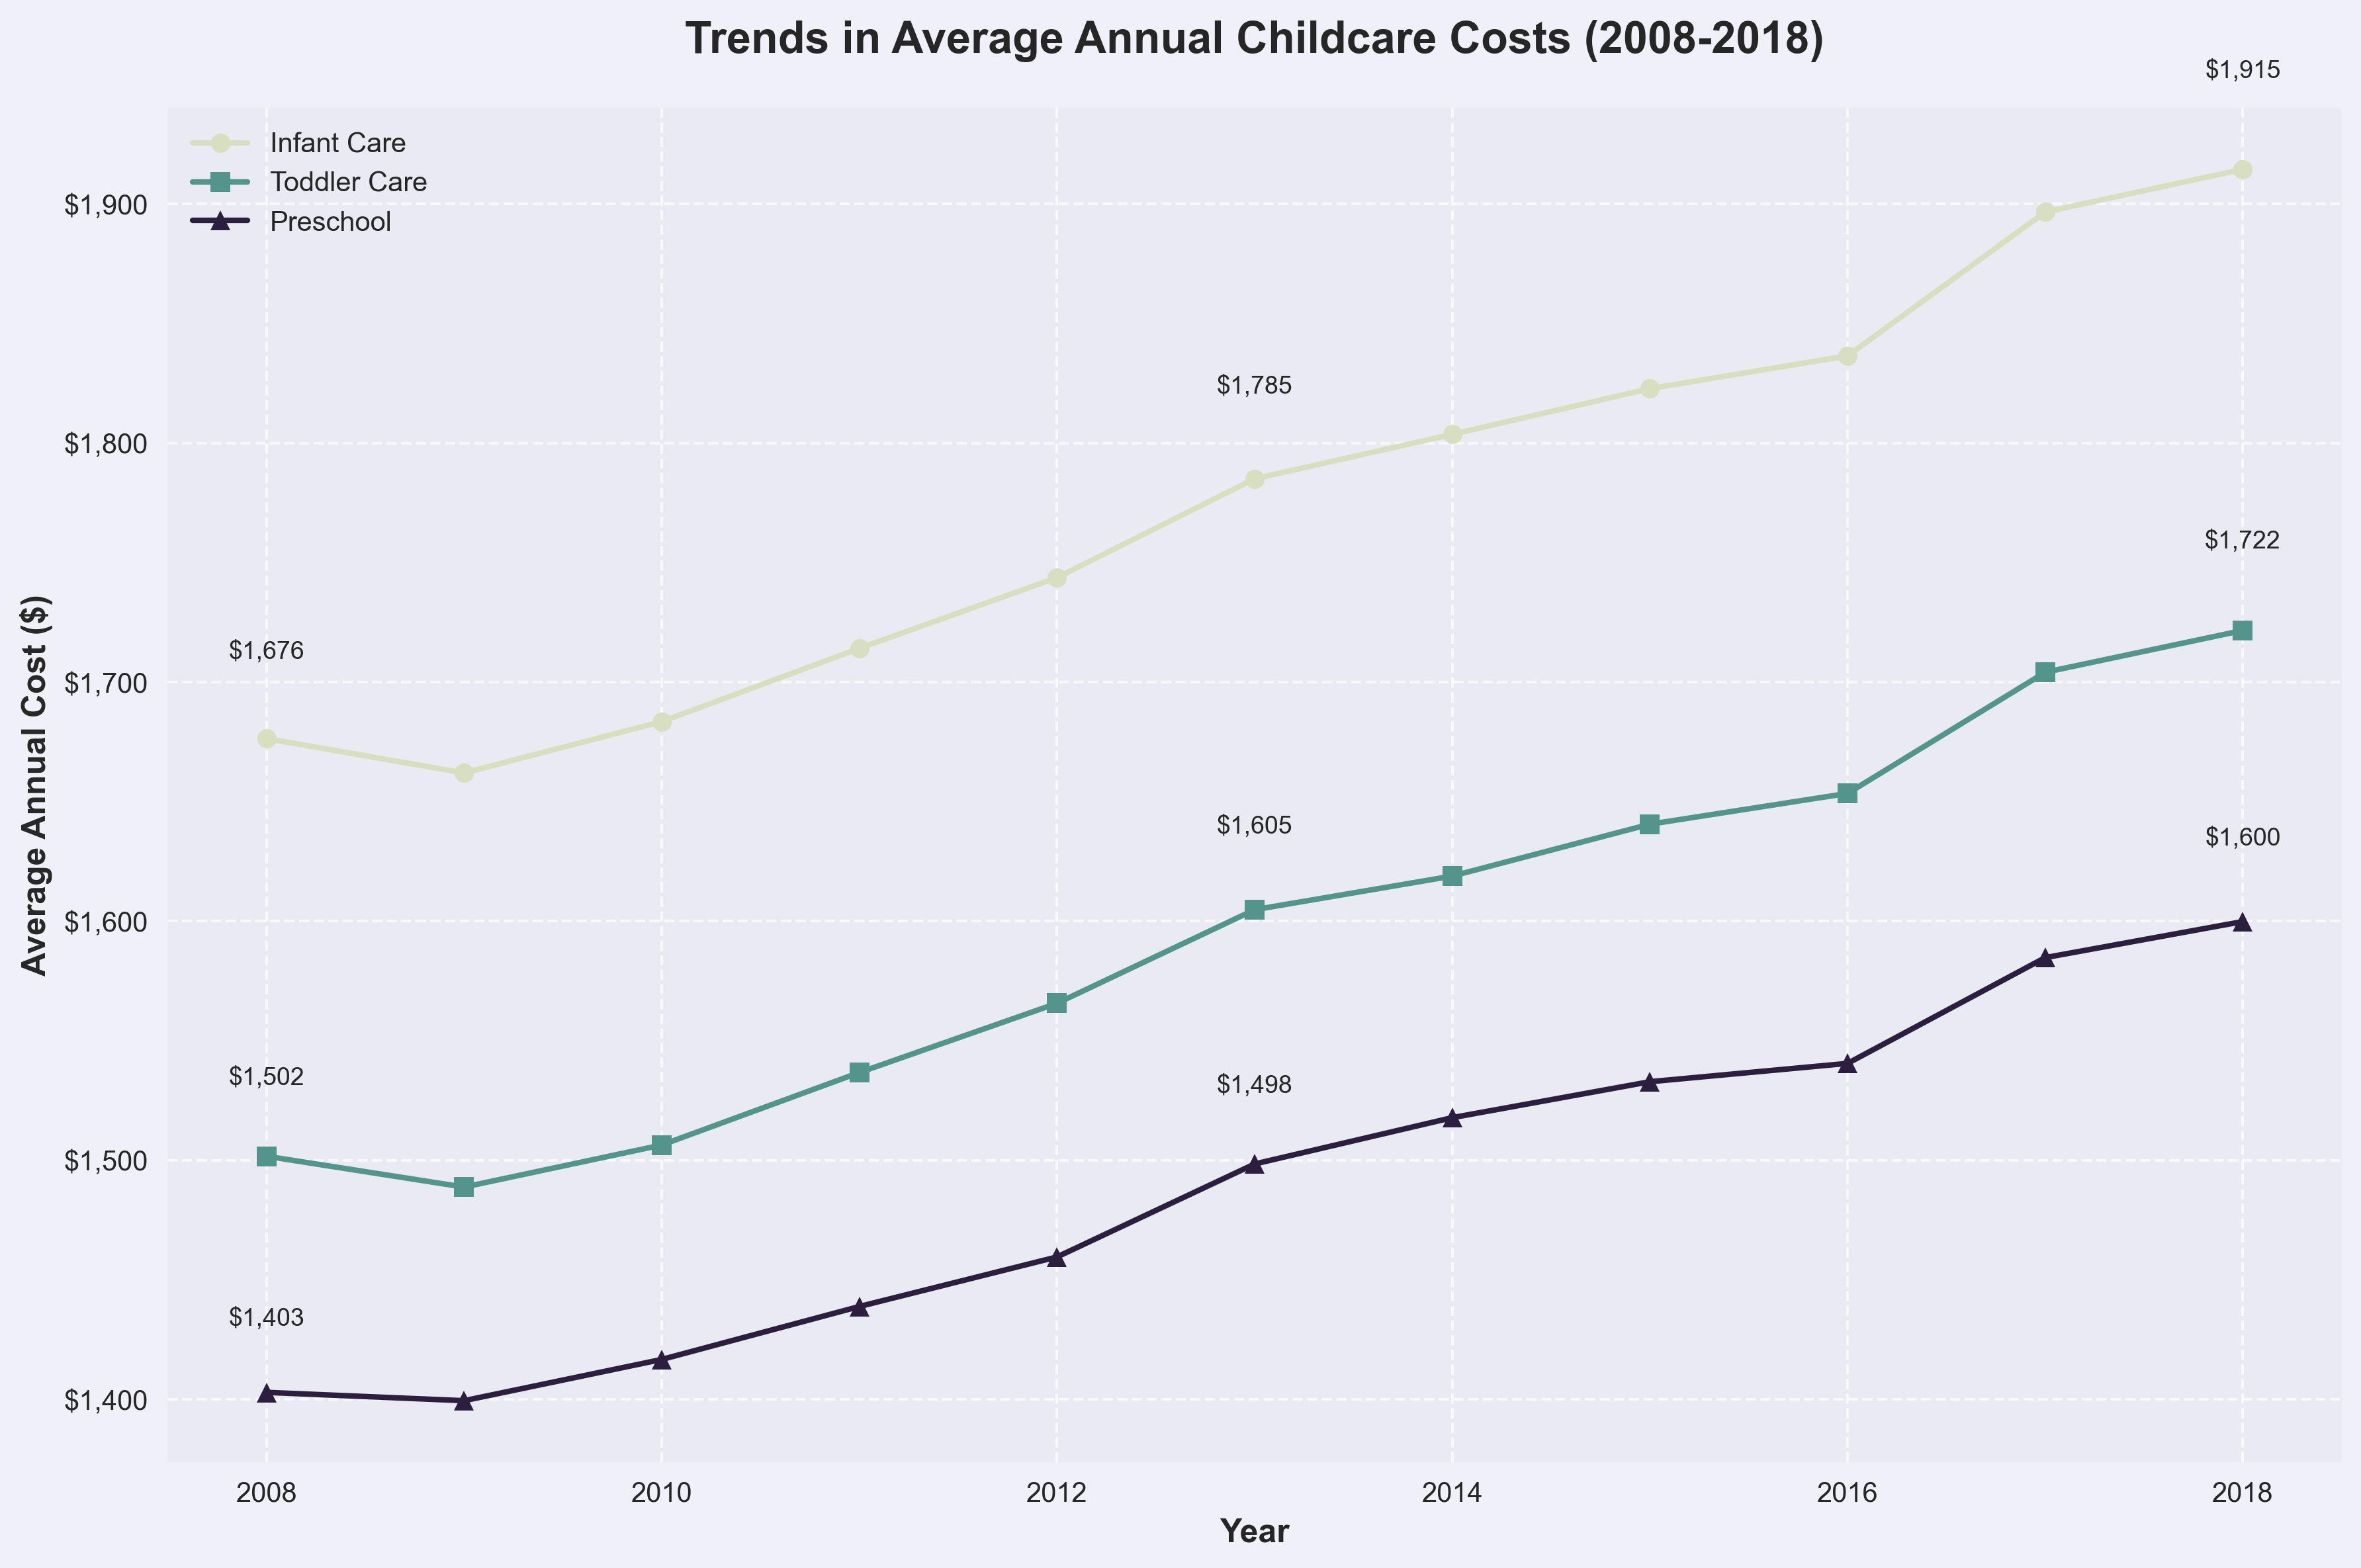 Trends in Average Annual Childcare Costs (2008-2018)
$1,915
Infant Care
Toddler Care
Preschool
$1,900
$1,785
$1,800
$1,722
$1,676
$1,700
$1,605
$1,600
$1,600
$1,502
$1,498
$1,500
$1,403
$1,400
Average Annual Cost ($)
2008 2010 2012 2014 2016 2018
Year